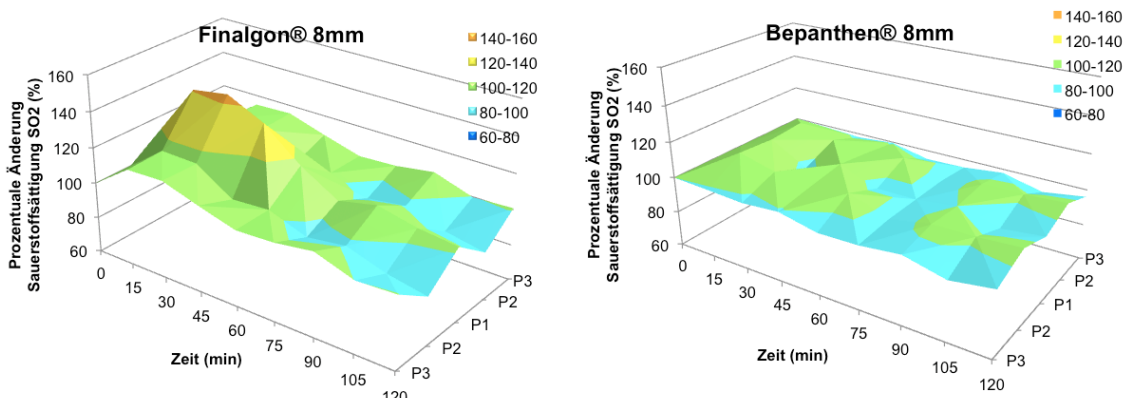 Finalgon® 8mm
140-160
120-140
100-120
80-100
60-80
Prozentuale Änderung
Sauerstoffsättigung SO2 (%)
160
140
120
100
80
60
0
15
30
45
60
75
90
105
120
Zeit (min)
P3
P2
P1
P2
P3
Bepanthen® 8mm
140-160
120-140
100-120
80-100
60-80
Prozentuale Änderung
Sauerstoffsättigung SO2 (%)
160
140
120
100
80
60
0
15
30
45
60
75
90
105
120
Zeit (min)
P3
P2
P1
P2
P3